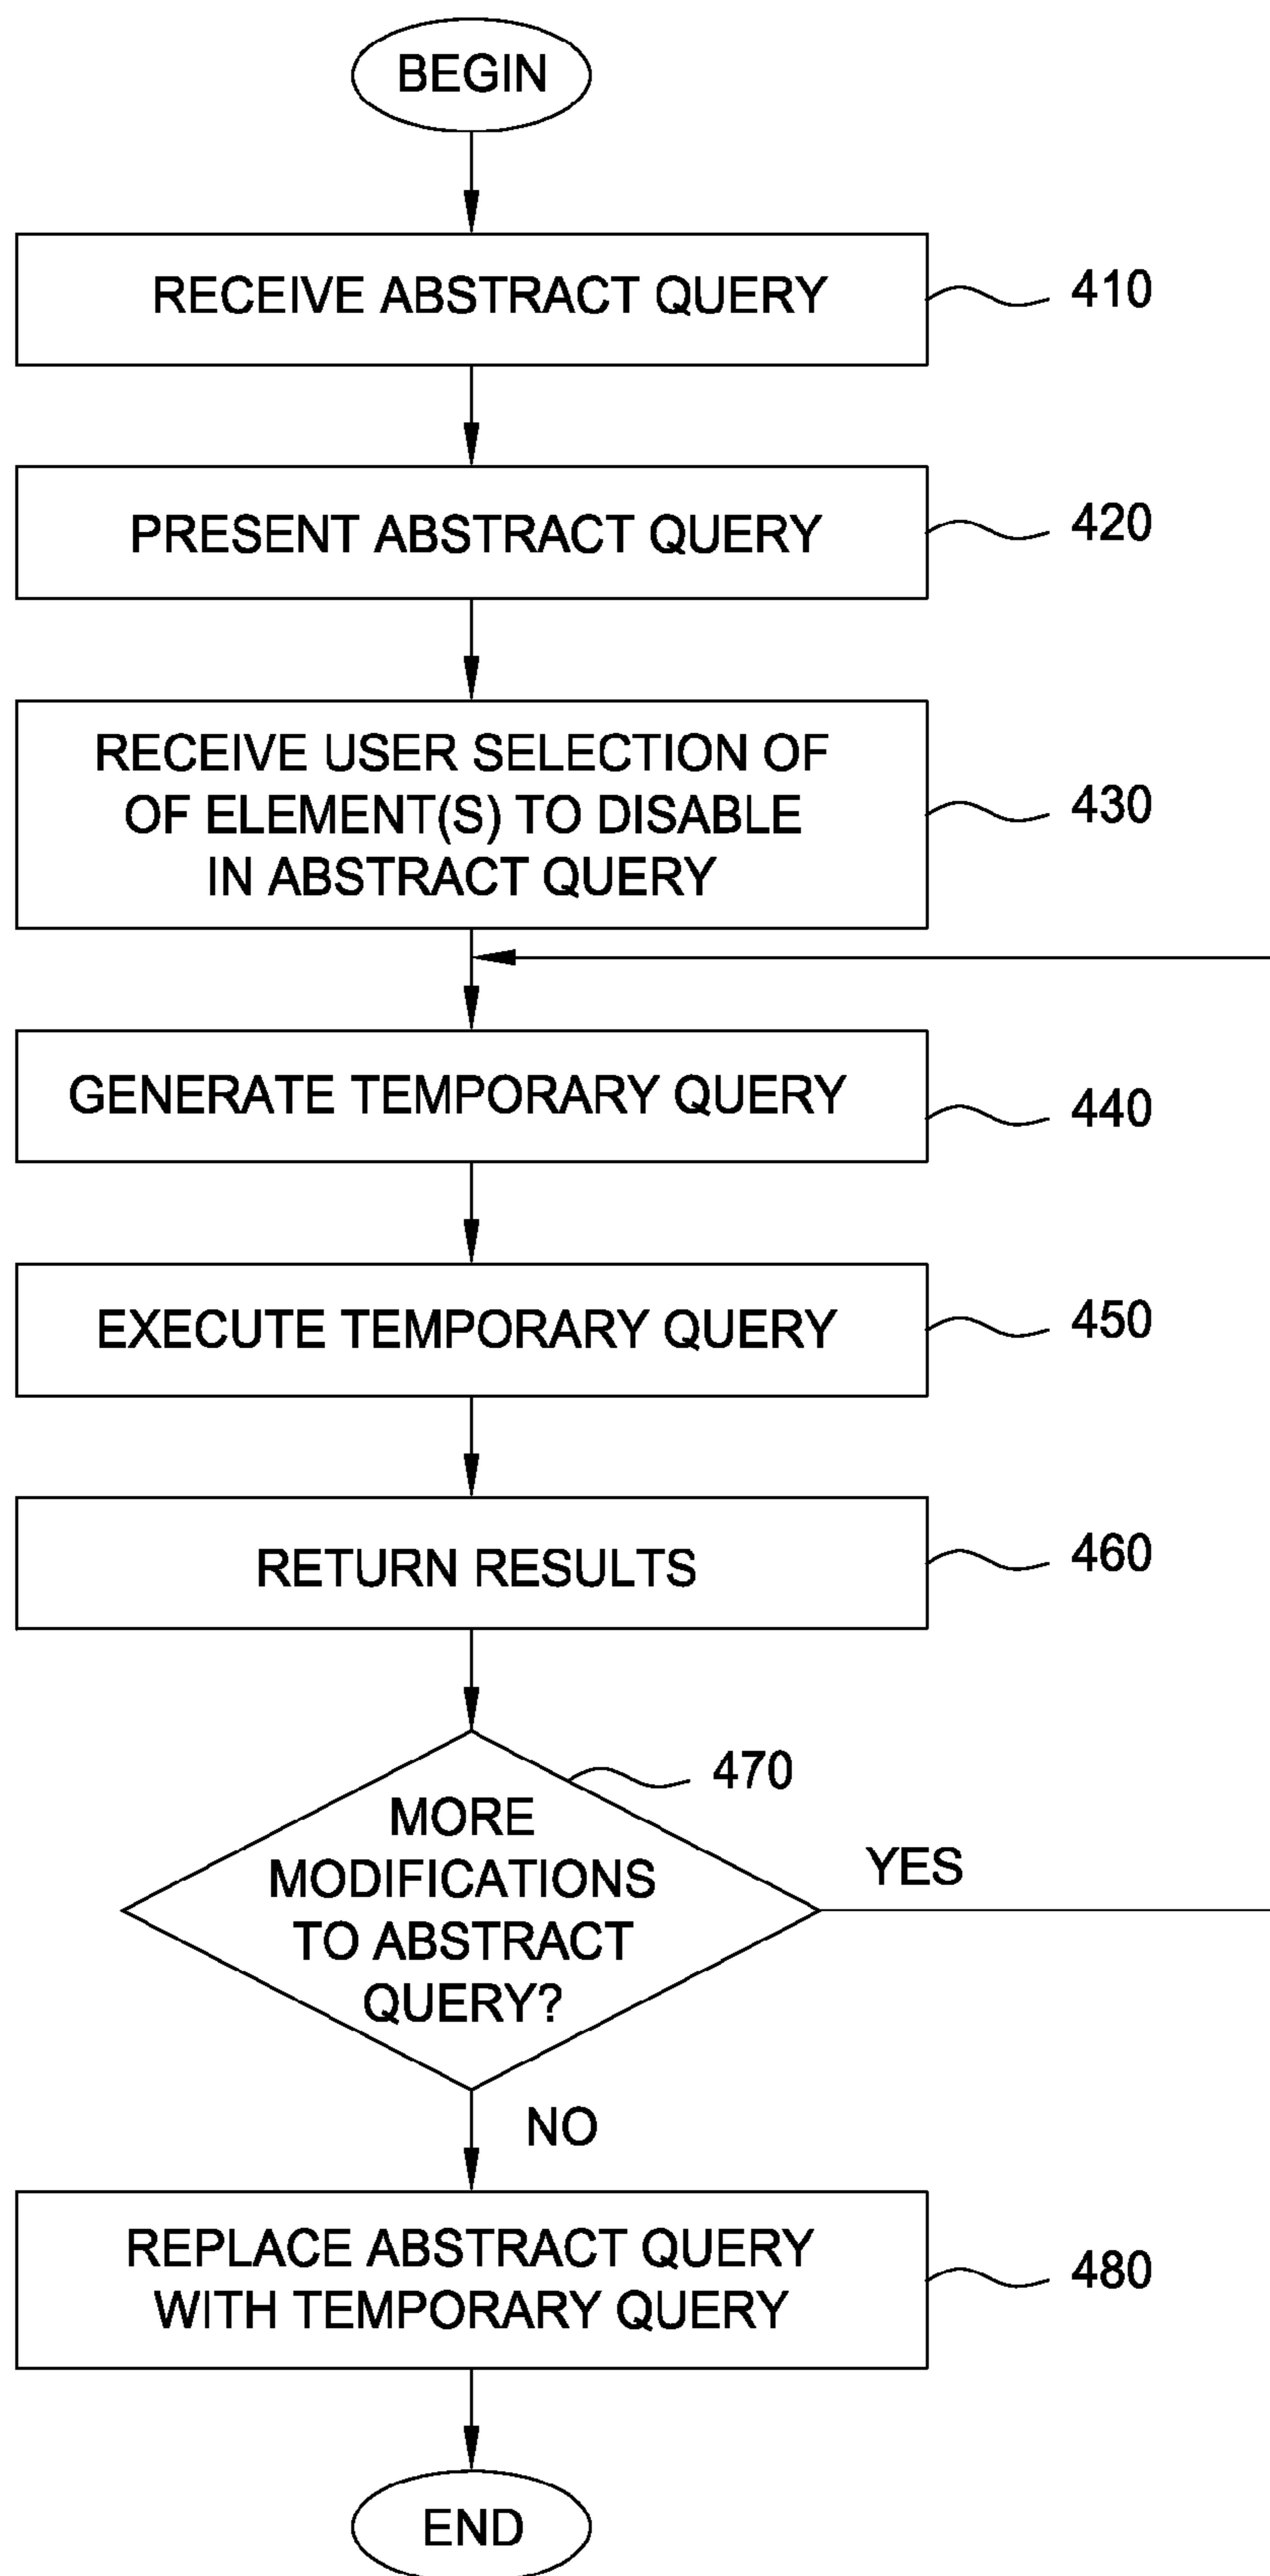 BEGIN
RECEIVE ABSTRACT QUERY
410
PRESENT ABSTRACT QUERY
420
RECEIVE USER SELECTION OF
OF ELEMENT(S) TO DISABLE
IN ABSTRACT QUERY
430
GENERATE TEMPORARY QUERY
440
EXECUTE TEMPORARY QUERY
450
RETURN RESULTS
460
470
MORE
MODIFICATIONS
TO ABSTRACT
QUERY?
YES
NO
REPLACE ABSTRACT QUERY
WITH TEMPORARY QUERY
480
END